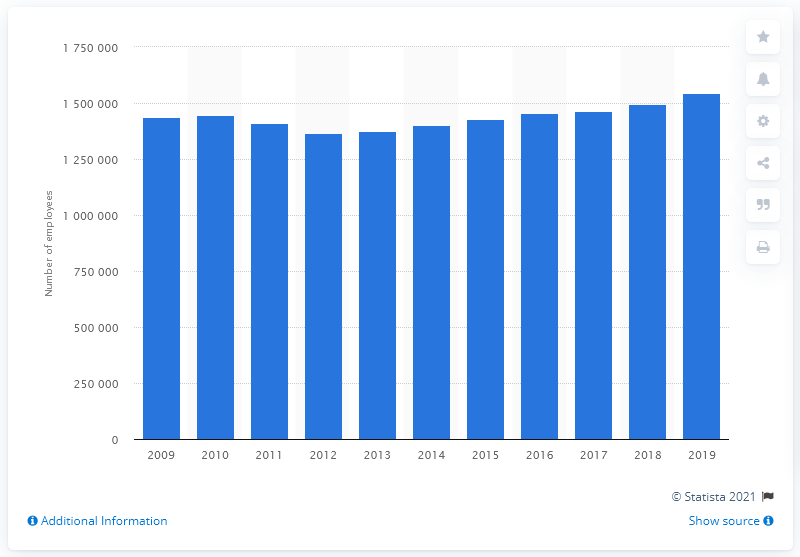 1 750 000
1 500 000
1 250 000
1 000 000
750 000
500 000
250 000
0
Number of employees
2009 2010 2011 2012 2013 2014 2015 2016 2017 2018 2019
© Statista 2021
Additional Information
Show source